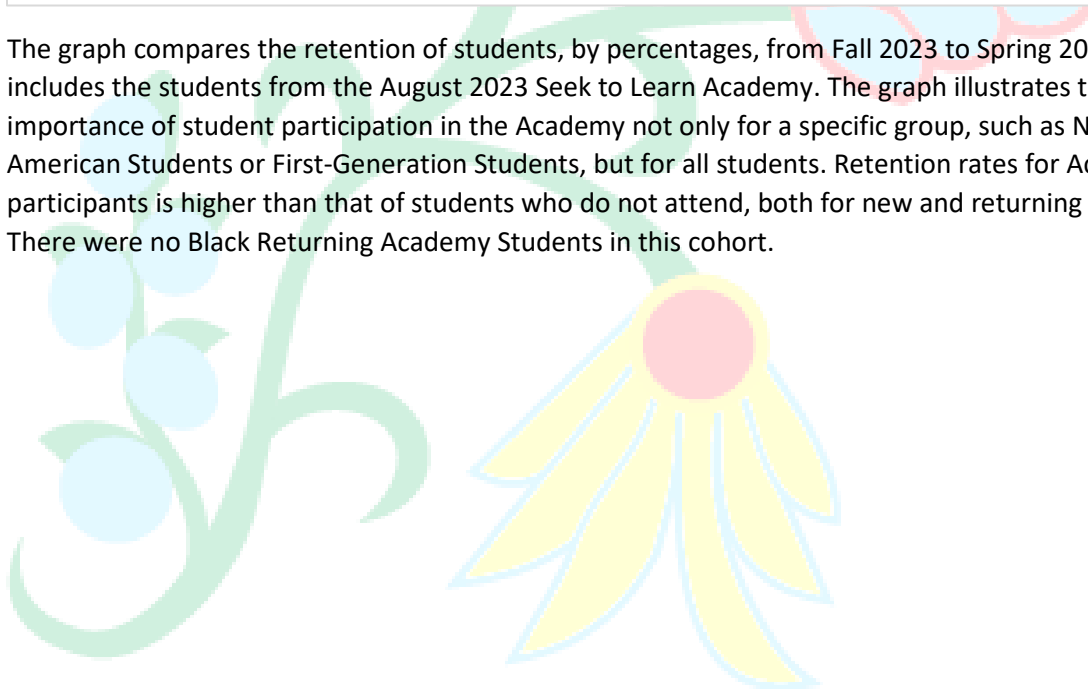 The graph compares the retention of students, by percentages, from Fall 2023 to Spring 20
includes the students from the August 2023 Seek to Learn Academy. The graph illustrates t
importance of student participation in the Academy not only for a specific group, such as N
American Students or First-Generation Students, but for all students. Retention rates for Ac
participants is higher than that of students who do not attend, both for new and returning
There were no Black Returning Academy Students in this cohort.